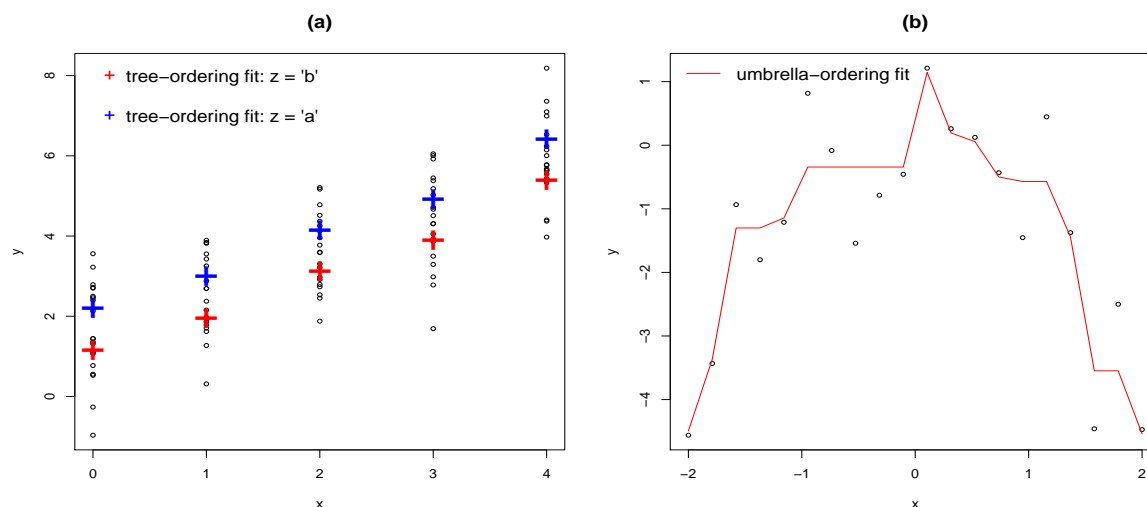 (a)
tree−ordering fit: z = 'b'
tree−ordering fit: z = 'a'
y
8
6
4
2
0
0 1 2 3 4
x
(b)
umbrella−ordering fit
y
1
0
−1
−2
−3
−4
−2 −1 0 1 2
x